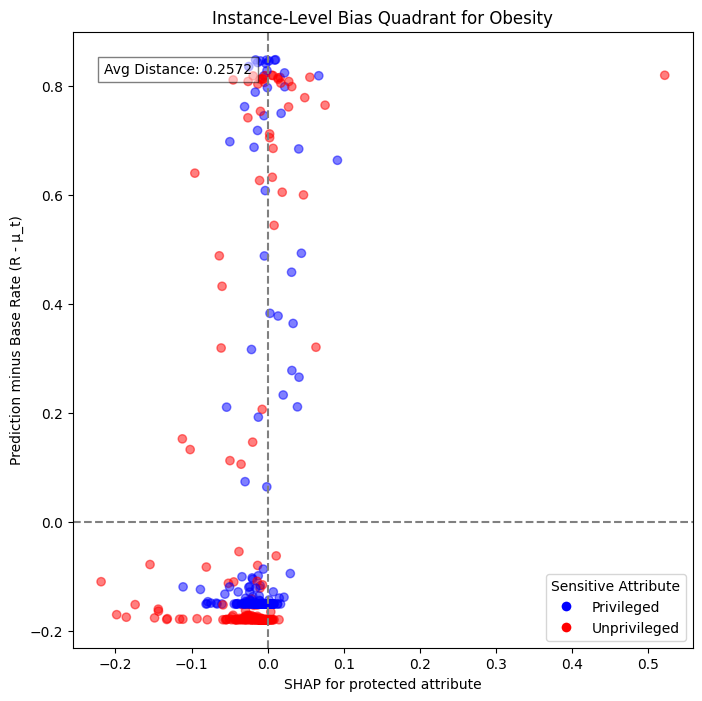 Instance-Level Bias Quadrant for Obesity
Avg Distance: 0.2572
Prediction minus Base Rate (R - μ_t)
0.8
0.6
0.4
0.2
0.0
−0.2
−0.2
−0.1
0.0
0.1
0.2
0.3
0.4
0.5
SHAP for protected attribute
Sensitive Attribute
Privileged
Unprivileged